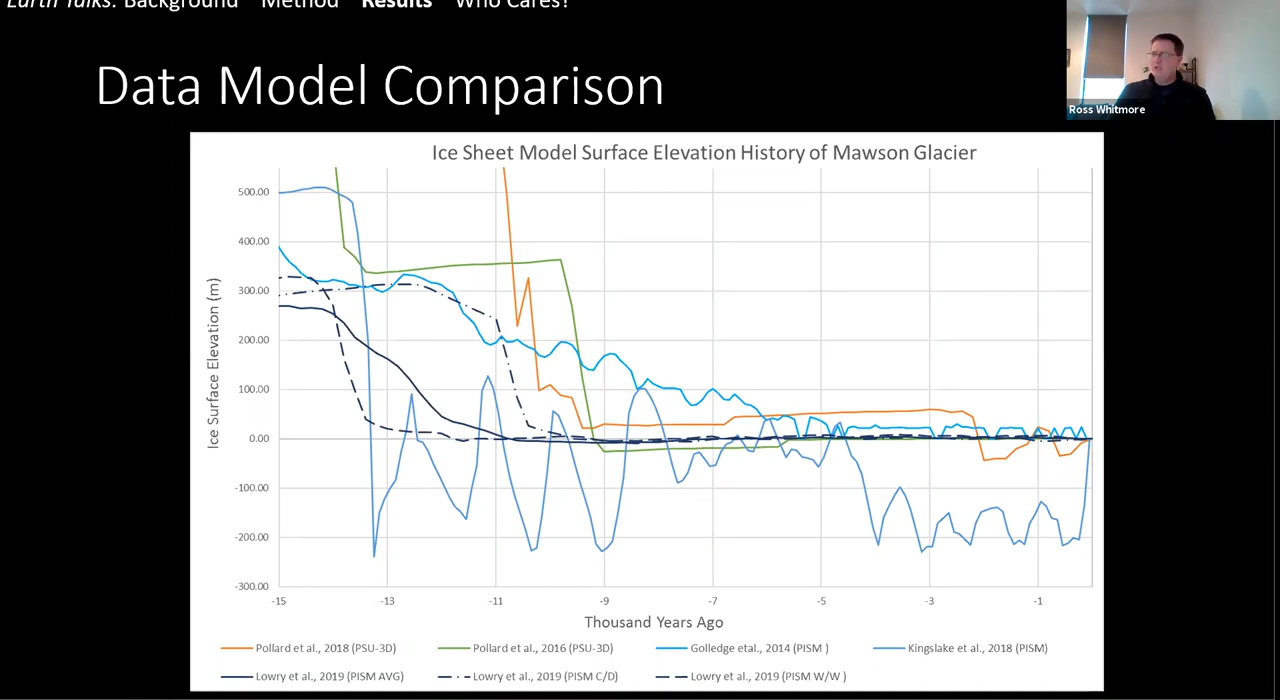 Earth Talks: Background Method Results Who Cares?
Ross Whitmore
Data Model Comparison
Ice Sheet Model Surface Elevation History of Mawson Glacier
500.00
400.00
300.00
200.00
100.00
0.00
-100.00
-200.00
-300.00
Ice Surface Elevation (m)
-15 -13 -11 -9 -7 -5 -3 -1
Thousand Years Ago
Pollard et al., 2018 (PSU-3D) Pollard et al., 2016 (PSU-3D) Golledge etal., 2014 (PISM ) Kingslake et al., 2018 (PISM)
Lowry et al., 2019 (PISM AVG) Lowry et al., 2019 (PISM C/D) Lowry et al., 2019 (PISM W/W )